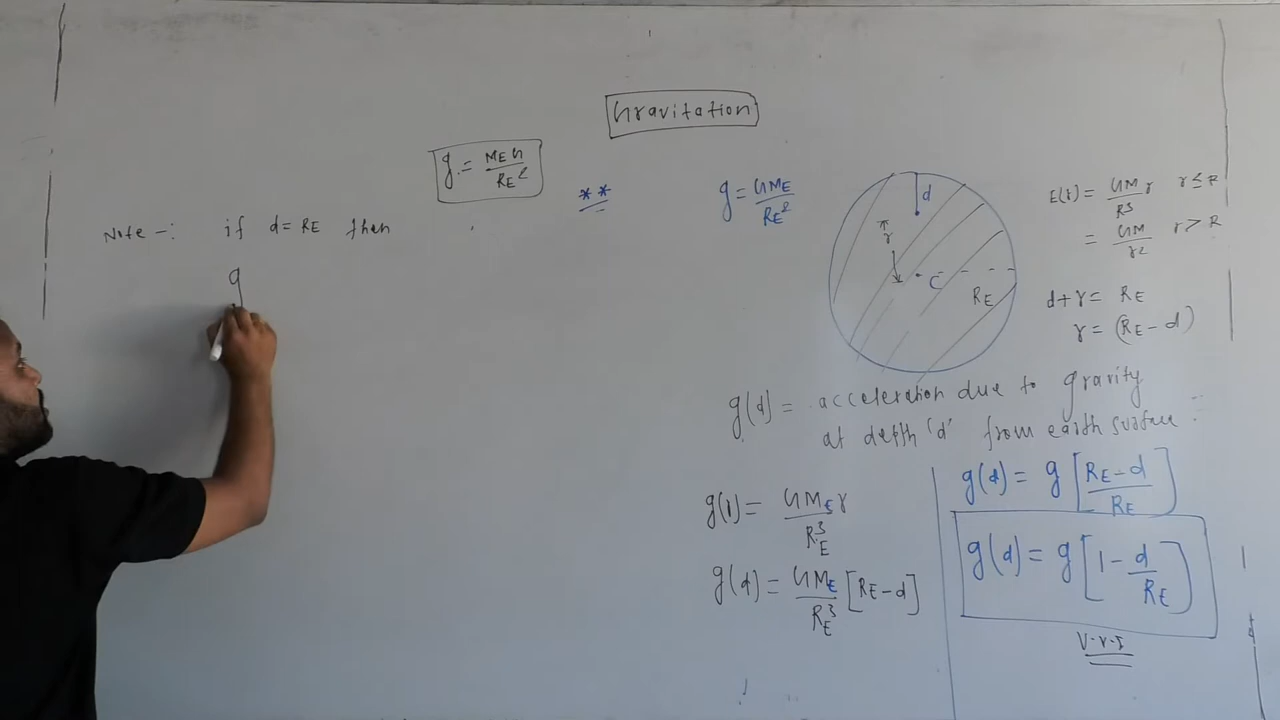 Gravitation
g = MEG/RE²
* *
Note -: if d = RE then
g
g = GME/RE²
d
r
C
RE
E(r) = GM/R³ r r ≤ R
= GM/r² r > R
d + r = RE
r = (RE - d)
g(d) = acceleration due to gravity
at depth 'd' from earth surface :
g(r) = GMEr/RE³
g(d) = GME/RE³ [RE - d]
g(d) = g [RE - d/RE]
g(d) = g [1 - d/RE]
V.V.I